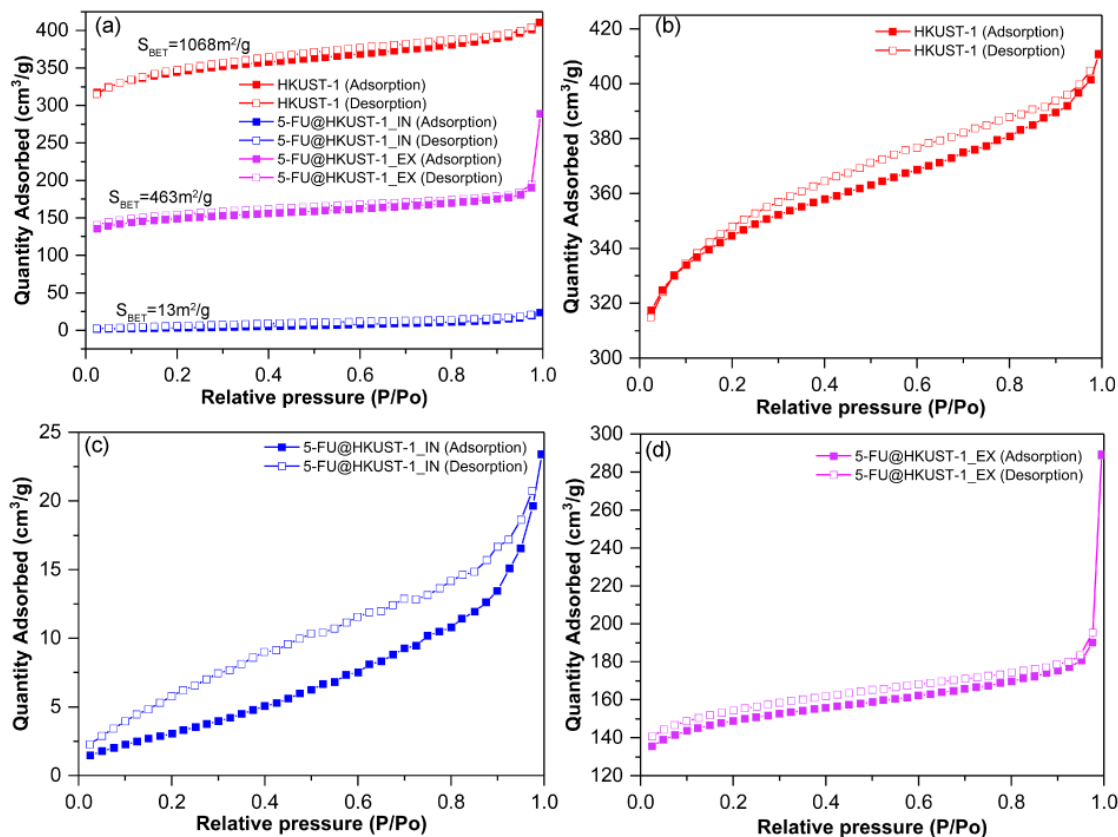 (a)
S_BET=1068m²/g
HKUST-1 (Adsorption)
HKUST-1 (Desorption)
5-FU@HKUST-1_IN (Adsorption)
5-FU@HKUST-1_IN (Desorption)
5-FU@HKUST-1_EX (Adsorption)
5-FU@HKUST-1_EX (Desorption)
S_BET=463m²/g
S_BET=13m²/g
400
350
300
250
200
150
100
50
0
Quantity Adsorbed (cm³/g)
0.0 0.2 0.4 0.6 0.8 1.0
Relative pressure (P/Po)
(b)
HKUST-1 (Adsorption)
HKUST-1 (Desorption)
420
400
380
360
340
320
300
Quantity Adsorbed (cm³/g)
0.0 0.2 0.4 0.6 0.8 1.0
Relative pressure (P/Po)
(c)
5-FU@HKUST-1_IN (Adsorption)
5-FU@HKUST-1_IN (Desorption)
25
20
15
10
5
0
Quantity Adsorbed (cm³/g)
0.0 0.2 0.4 0.6 0.8 1.0
Relative pressure (P/Po)
(d)
5-FU@HKUST-1_EX (Adsorption)
5-FU@HKUST-1_EX (Desorption)
300
280
260
240
220
200
180
160
140
120
Quantity Adsorbed (cm³/g)
0.0 0.2 0.4 0.6 0.8 1.0
Relative pressure (P/Po)